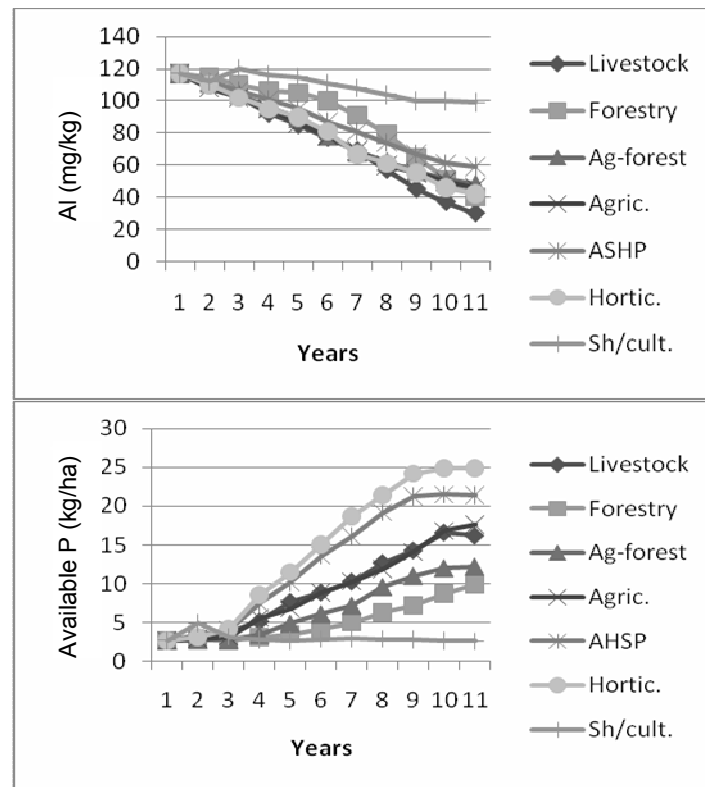 140
120
100
80
60
40
20
0
Al (mg/kg)
1 2 3 4 5 6 7 8 9 10 11
Years
Livestock
Forestry
Ag-forest
Agric.
ASHP
Hortic.
Sh/cult.
30
25
20
15
10
5
0
Available P (kg/ha)
1 2 3 4 5 6 7 8 9 10 11
Years
Livestock
Forestry
Ag-forest
Agric.
AHSP
Hortic.
Sh/cult.